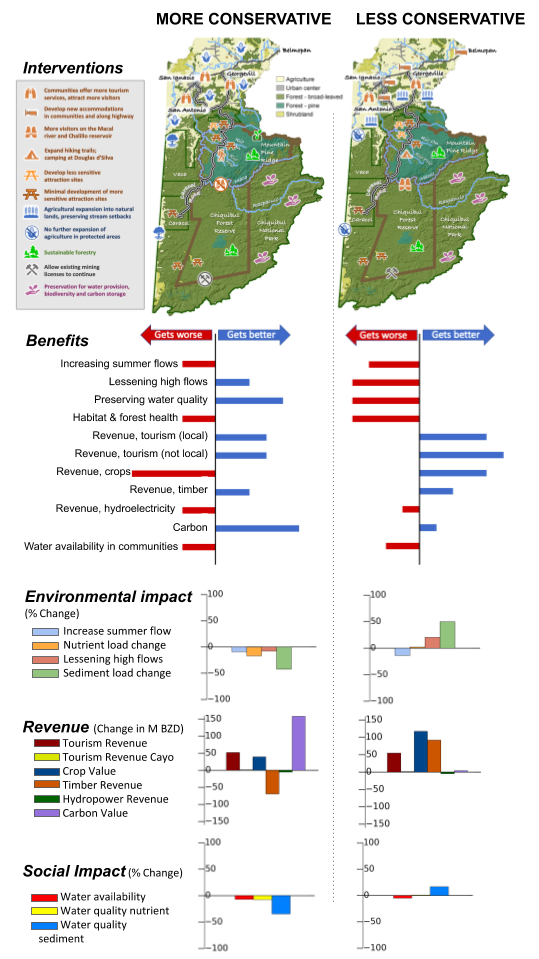 MORE CONSERVATIVE
LESS CONSERVATIVE
Interventions
Communities offer more tourism
services, attract more visitors
Develop new accommodations
in communities and along highway
More visitors on the Macal
river and Chalillo reservoir
Expand hiking trails;
camping at Douglas d'Silva
Develop less sensitive
attraction sites
Minimal development of more
sensitive attraction sites
Agricultural expansion into natural
lands, preserving stream setbacks
No further expansion of
agriculture in protected areas
Sustainable forestry
Allow existing mining
licenses to continue
Preservation for water provision,
biodiversity and carbon storage
Belmopan
San Ignacio
Georgeville
San Antonio
Mountain
Pine
Ridge
Vaca
Caracol
Chiquibul
Forest
Reserve
Chiquibul
National
Park
Agriculture
Urban center
Forest - broad-leaved
Forest - pine
Shrubland
Belmopan
San Ignacio
Georgeville
San Antonio
Mountain
Pine Ridge
Vaca
Caracol
Chiquibul
Forest
Reserve
Chiquibul
National
Park
Benefits
Gets worse
Gets better
Gets worse
Gets better
Increasing summer flows
Lessening high flows
Preserving water quality
Habitat & forest health
Revenue, tourism (local)
Revenue, tourism (not local)
Revenue, crops
Revenue, timber
Revenue, hydroelectricity
Carbon
Water availability in communities
Environmental impact
(% Change)
Increase summer flow
Nutrient load change
Lessening high flows
Sediment load change
100
50
0
−50
−100
100
50
0
−50
−100
Revenue (Change in M BZD)
Tourism Revenue
Tourism Revenue Cayo
Crop Value
Timber Revenue
Hydropower Revenue
Carbon Value
150
100
50
0
−50
−100
−150
150
100
50
0
−50
−100
−150
Social Impact (% Change)
Water availability
Water quality nutrient
Water quality
sediment
100
50
0
−50
−100
100
50
0
−50
−100